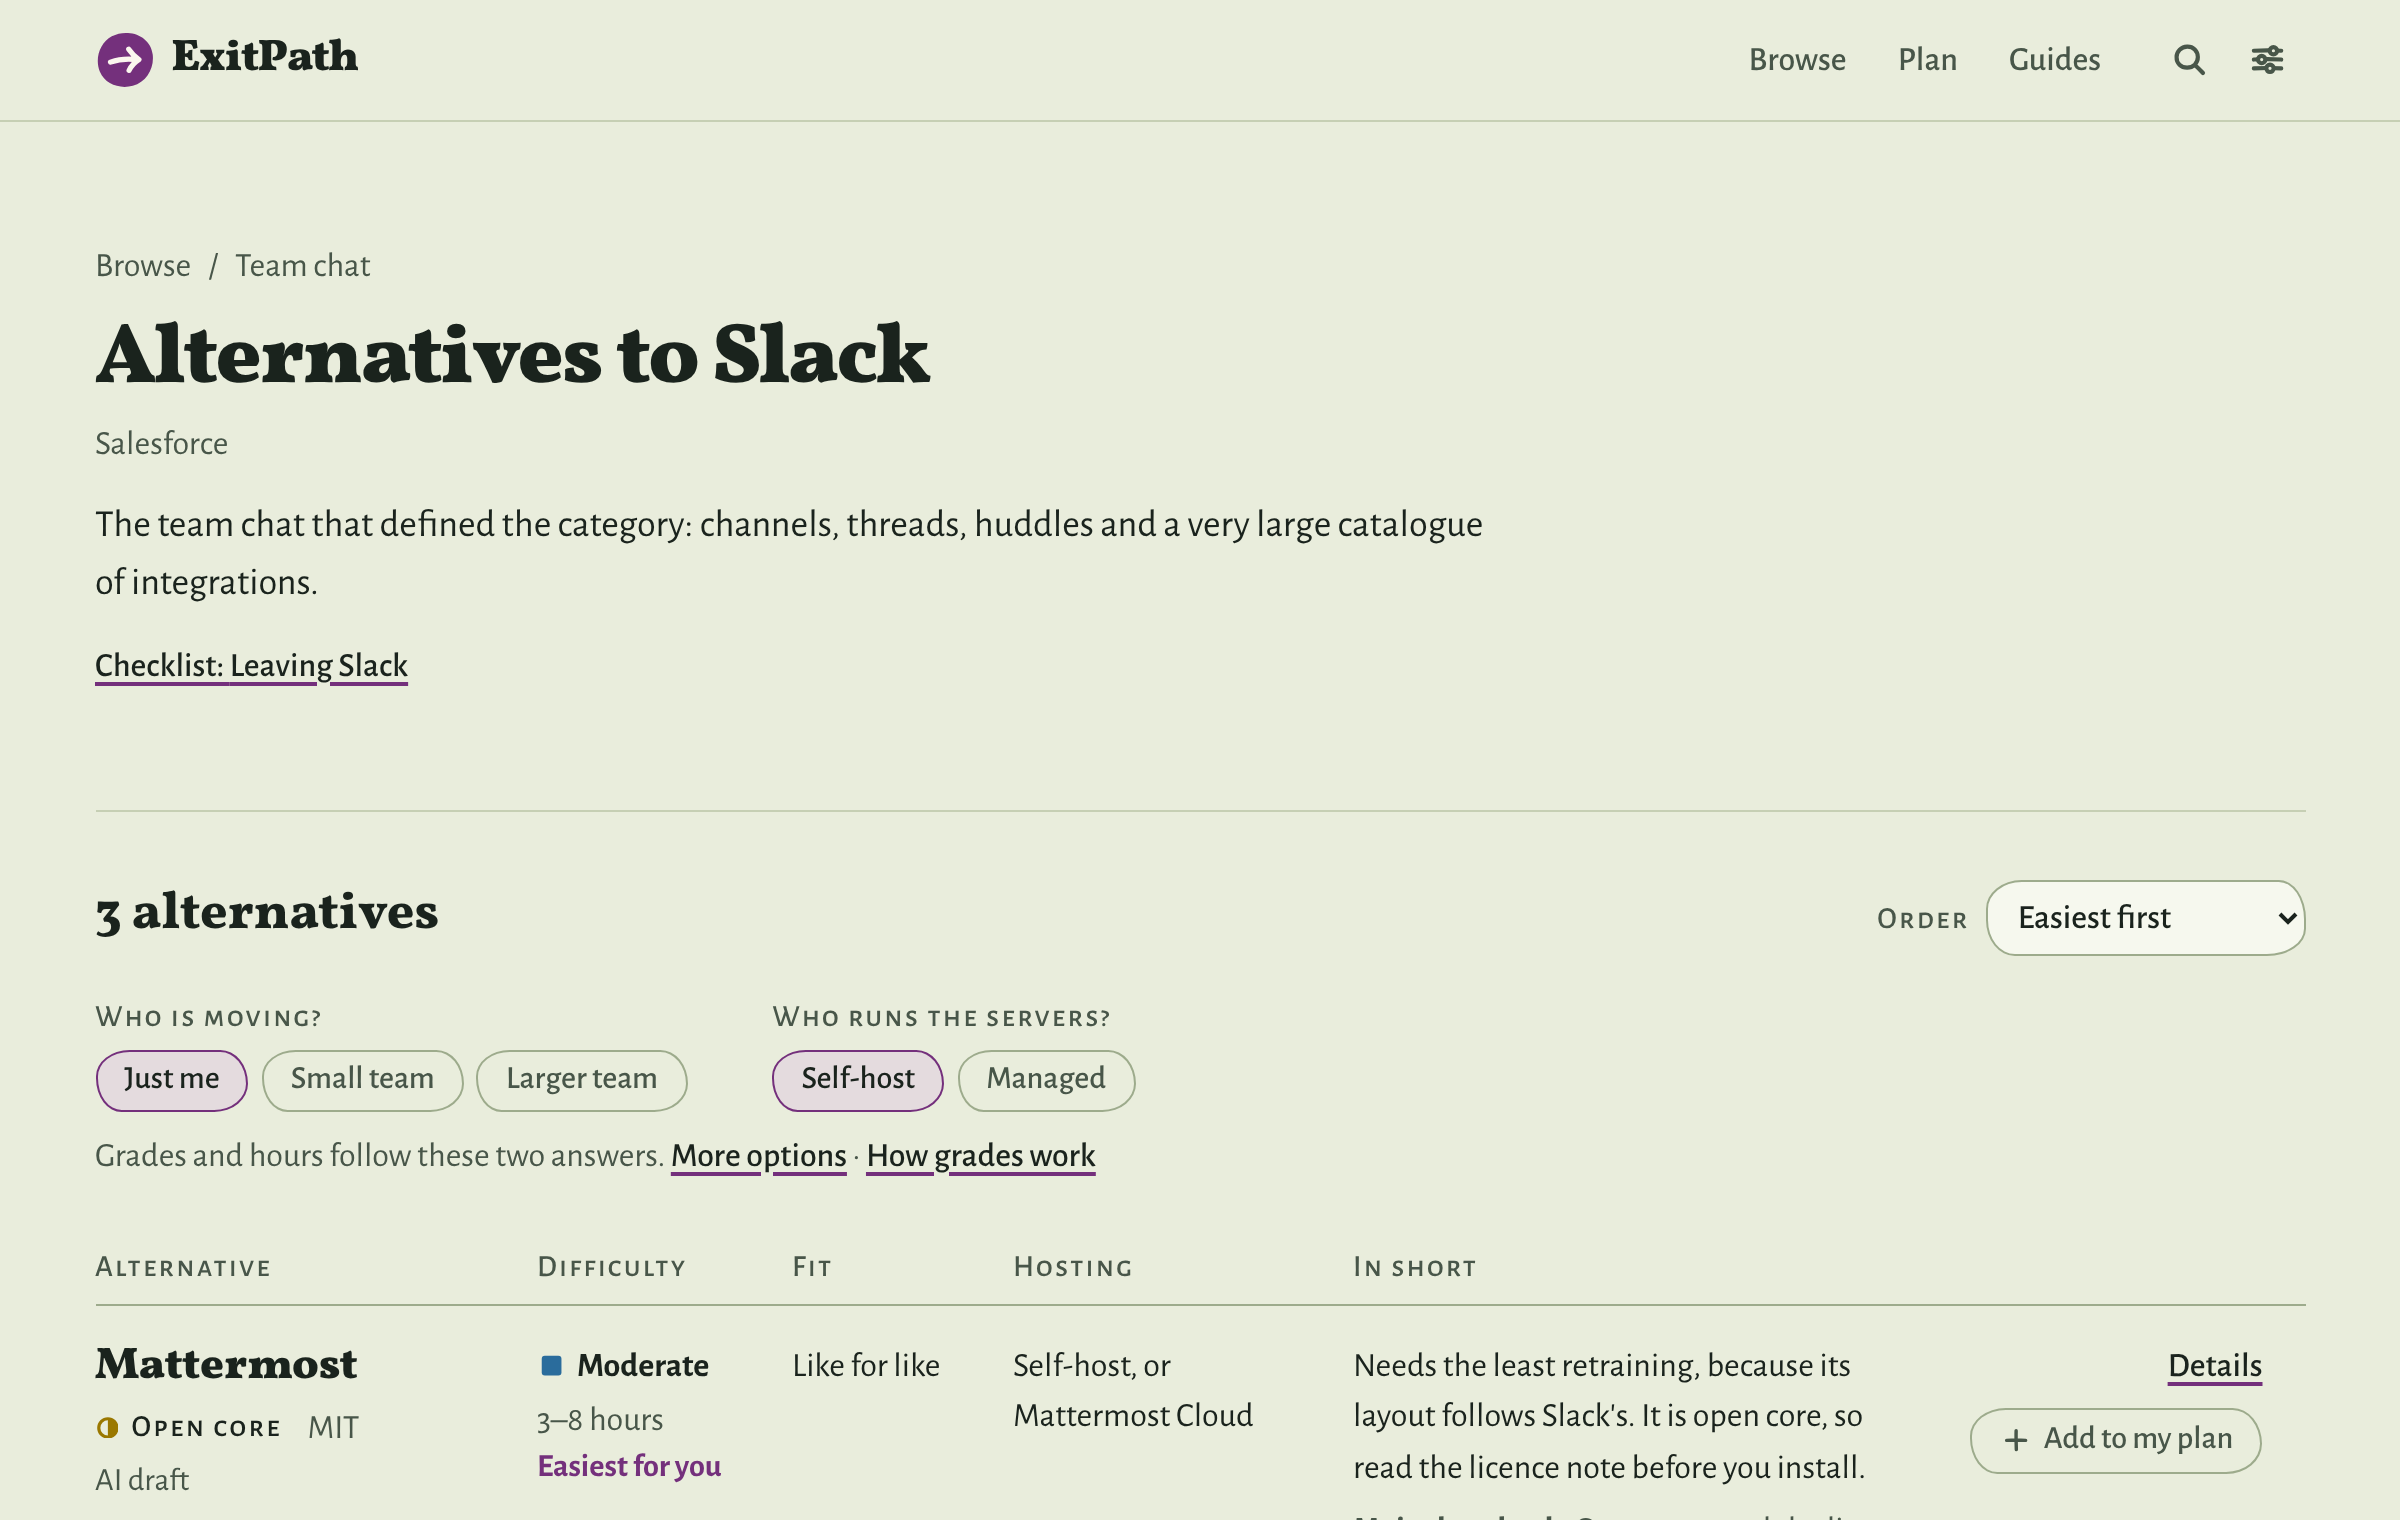 ExitPath
Browse Plan Guides
Browse / Team chat
Alternatives to Slack
Salesforce
The team chat that defined the category: channels, threads, huddles and a very large catalogue
of integrations.
Checklist: Leaving Slack
3 alternatives
Order Easiest first
Who is moving? Who runs the servers?
Just me Small team Larger team Self-host Managed
Grades and hours follow these two answers. More options · How grades work
Alternative Difficulty Fit Hosting In short
Mattermost Moderate Like for like Self-host, or Needs the least retraining, because its Details
Open core MIT 3–8 hours Mattermost Cloud layout follows Slack's. It is open core, so + Add to my plan
AI draft Easiest for you read the licence note before you install.